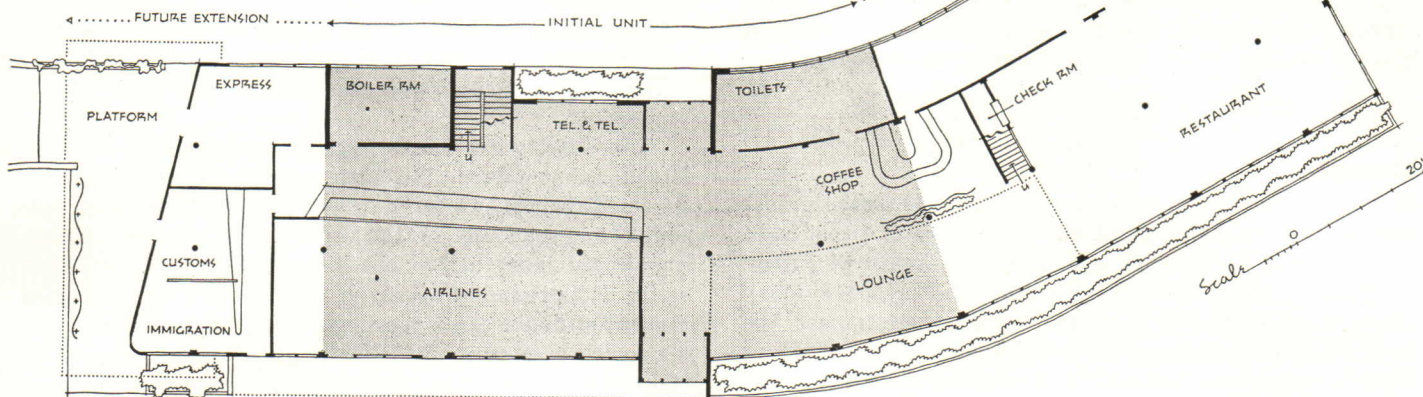 FUTURE EXTENSION
INITIAL UNIT
EXPRESS
BOILER RM
TOILETS
CHECK RM
PLATFORM
TEL. & TEL.
RESTAURANT
u
COFFEE
SHOP
u
CUSTOMS
LOUNGE
AIRLINES
IMMIGRATION
Scale
0